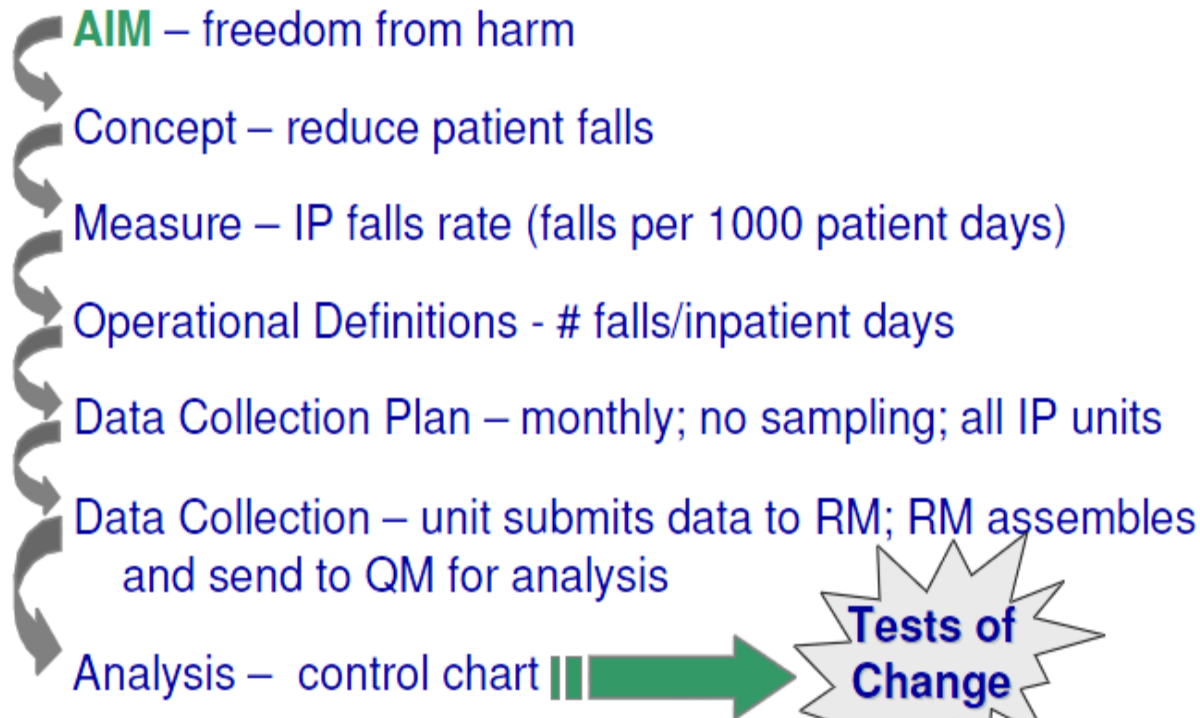 AIM – freedom from harm
Concept – reduce patient falls
Measure – IP falls rate (falls per 1000 patient days)
Operational Definitions - # falls/inpatient days
Data Collection Plan – monthly; no sampling; all IP units
Data Collection – unit submits data to RM; RM assembles
and send to QM for analysis
Analysis – control chart
Tests of
Change